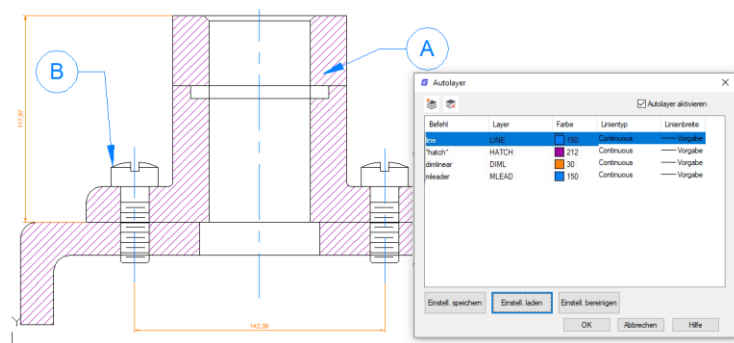 A
B
117,97
142,39
Y
Autolayer
Autolayer aktivieren
Befehl Layer Farbe Linientyp Linienbreite
line LINE 150 Continuous Vorgabe
"hatch" HATCH 212 Continuous Vorgabe
dimlinear DIML 30 Continuous Vorgabe
mleader MLEAD 150 Continuous Vorgabe
Einstell. speichern Einstell. laden Einstell. bereinigen
OK Abbrechen Hilfe